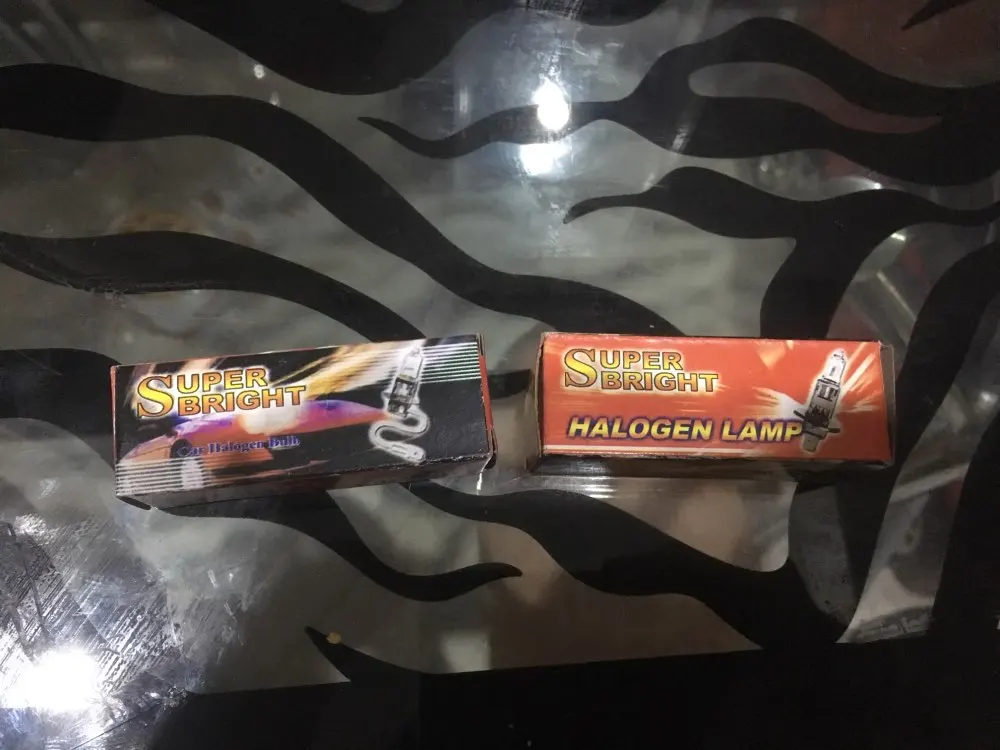 SUPER
BRIGHT
Car Halogen Bulb
SUPER
BRIGHT
HALOGEN LAMP